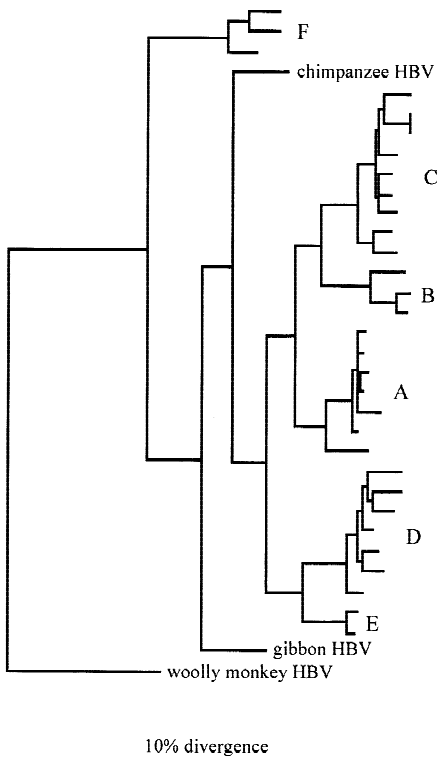 F
chimpanzee HBV
C
B
A
D
E
gibbon HBV
woolly monkey HBV
10% divergence